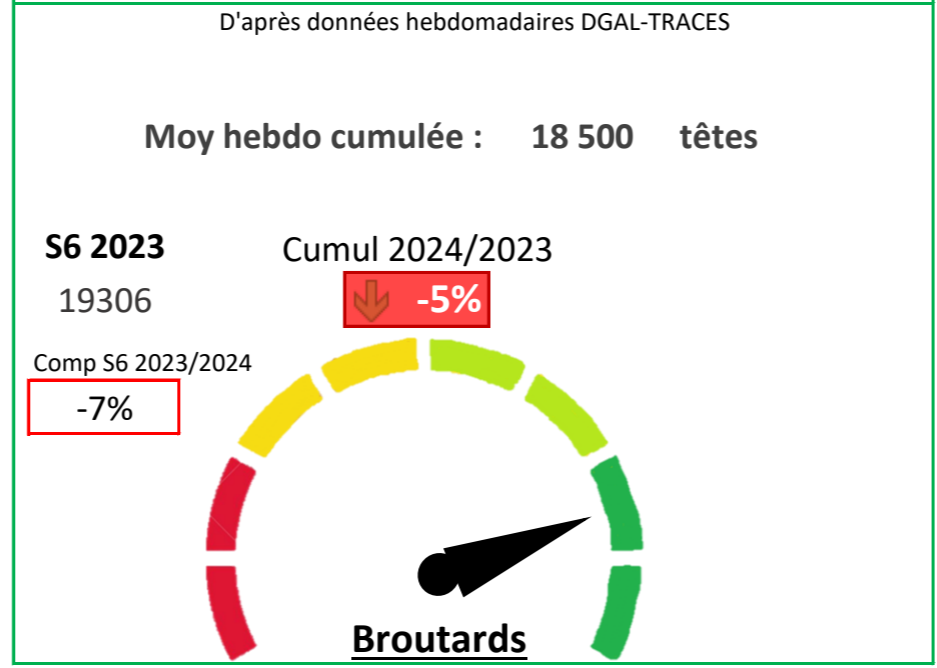 D'après données hebdomadaires DGAL-TRACES
Moy hebdo cumulée : 18 500 têtes
S6 2023
19306
Cumul 2024/2023
-5%
Comp S6 2023/2024
-7%
Broutards